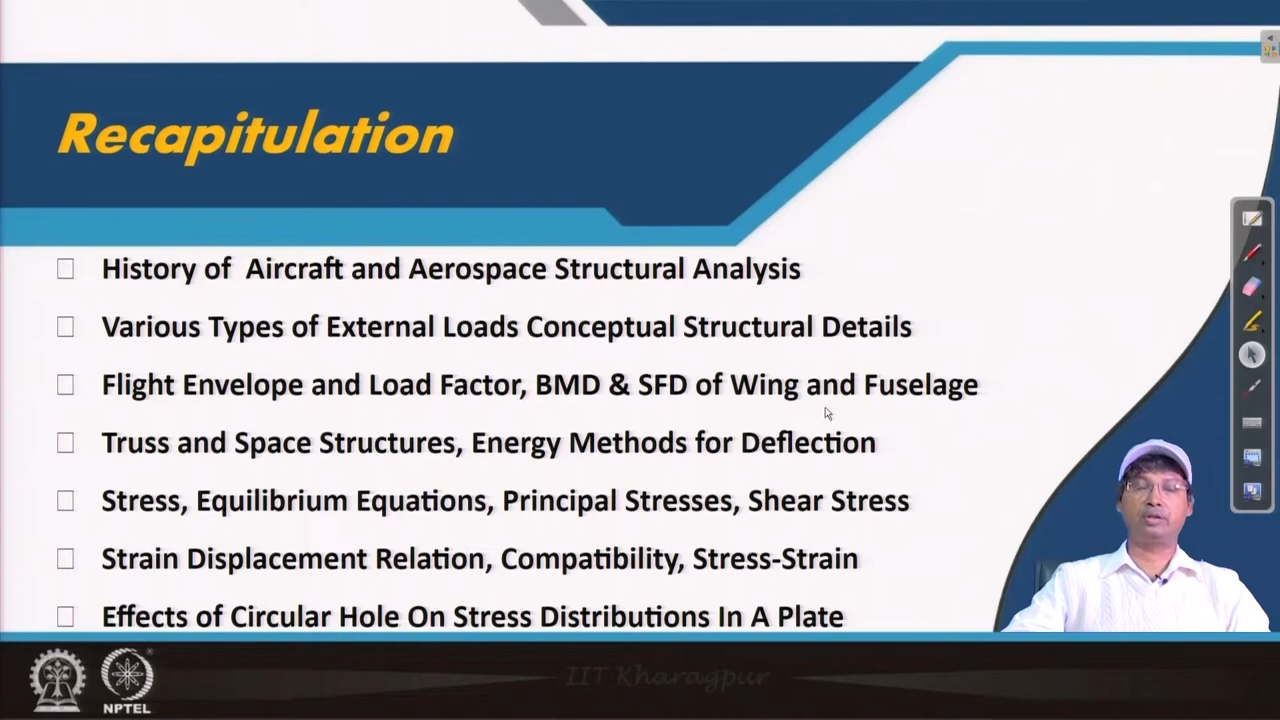 Recapitulation
History of Aircraft and Aerospace Structural Analysis
Various Types of External Loads Conceptual Structural Details
Flight Envelope and Load Factor, BMD & SFD of Wing and Fuselage
Truss and Space Structures, Energy Methods for Deflection
Stress, Equilibrium Equations, Principal Stresses, Shear Stress
Strain Displacement Relation, Compatibility, Stress-Strain
Effects of Circular Hole On Stress Distributions In A Plate
IIT Kharagpur
NPTEL